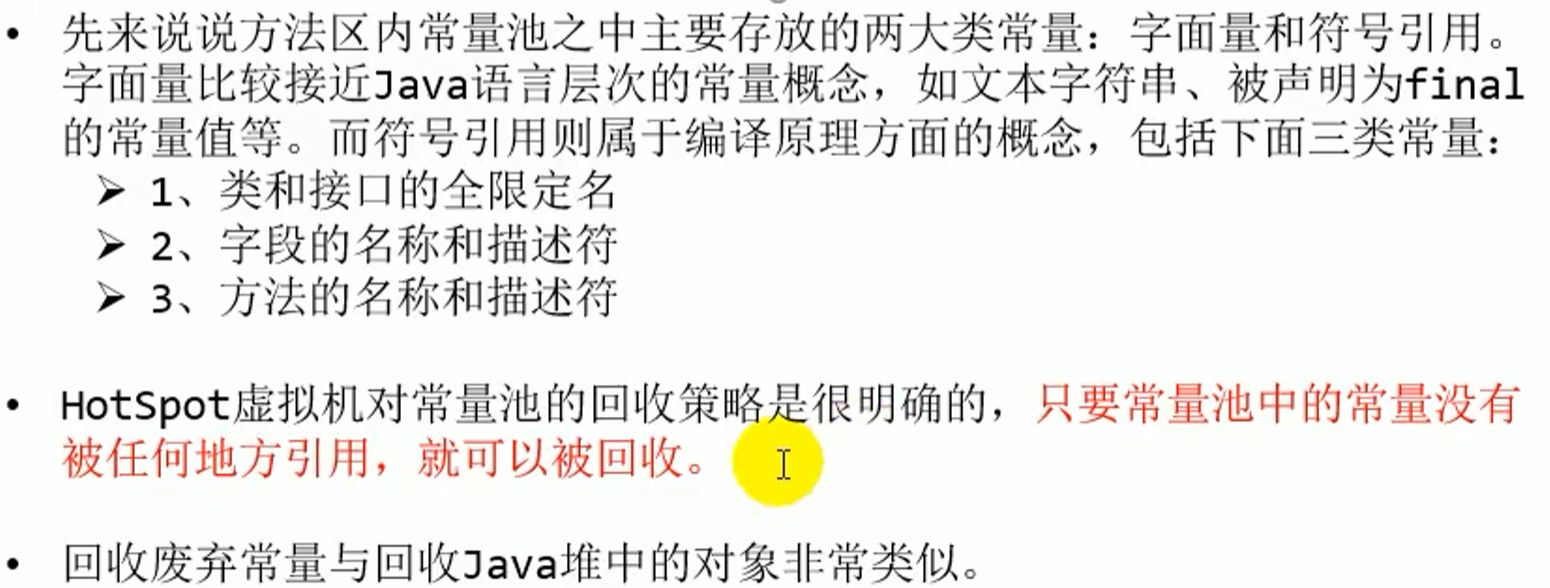 • 先来说说方法区内常量池之中主要存放的两大类常量：字面量和符号引用。
字面量比较接近Java语言层次的常量概念，如文本字符串、被声明为final
的常量值等。而符号引用则属于编译原理方面的概念，包括下面三类常量：
➢ 1、类和接口的全限定名
➢ 2、字段的名称和描述符
➢ 3、方法的名称和描述符
• HotSpot虚拟机对常量池的回收策略是很明确的，只要常量池中的常量没有
被任何地方引用，就可以被回收。
• 回收废弃常量与回收Java堆中的对象非常类似。